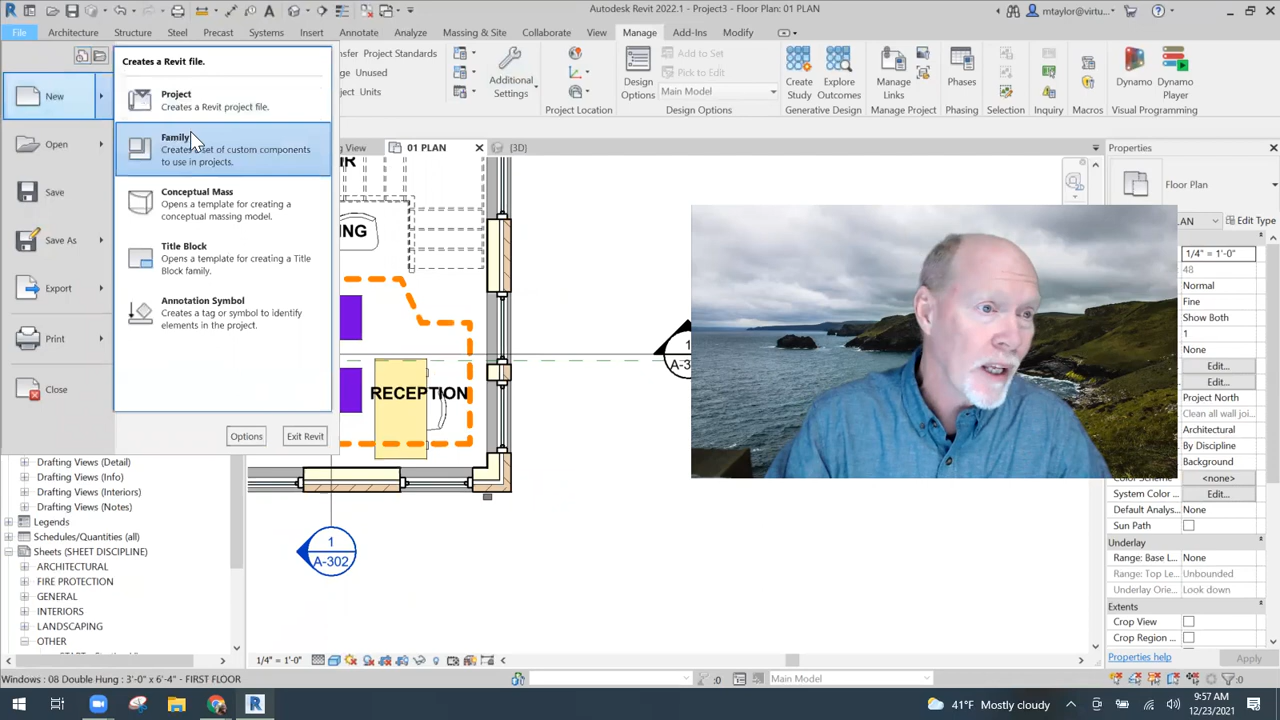 Autodesk Revit 2022.1 - Project3 - Floor Plan: 01 PLAN
mtaylor@virtu...
File Architecture Structure Steel Precast Systems Insert Annotate Analyze Massing & Site Collaborate View Manage Add-Ins Modify
Creates a Revit file.
New
Project
Creates a Revit project file.
Family
Creates a set of custom components
to use in projects.
Open
Conceptual Mass
Opens a template for creating a
conceptual massing model.
Save
Title Block
Opens a template for creating a Title
Block family.
Save As
Export
Annotation Symbol
Creates a tag or symbol to identify
elements in the project.
Print
Close
Options
Exit Revit
Project Standards
Unused
Units
Additional
Settings
Project Location
Design
Options
Add to Set
Pick to Edit
Main Model
Design Options
Create
Study
Explore
Outcomes
Manage
Links
Manage Project
Phases
Phasing
Selection
Inquiry
Macros
Dynamo
Dynamo
Player
Visual Programming
View
01 PLAN
(3D)
RECEPTION
1
1
A-302
Properties
Floor Plan
Edit Type
1/4" = 1'-0"
48
Normal
Fine
Show Both
1
None
Edit...
Edit...
Project North
Clean all wall joi...
Architectural
By Discipline
Background
<none>
System Color ...
Edit...
Default Analys...
None
Sun Path
Underlay
Range: Base L...
None
Range: Top Le...
Unbounded
Underlay Orie...
Look down
Extents
Crop View
Crop Region ...
Properties help
Apply
Drafting Views (Detail)
Drafting Views (Info)
Drafting Views (Interiors)
Drafting Views (Notes)
Legends
Schedules/Quantities (all)
Sheets (SHEET DISCIPLINE)
ARCHITECTURAL
FIRE PROTECTION
GENERAL
INTERIORS
LANDSCAPING
OTHER
1/4" = 1'-0"
Windows : 08 Double Hung : 3'-0" x 6'-4" - FIRST FLOOR
:0
Main Model
:0
41°F Mostly cloudy
9:57 AM
12/23/2021